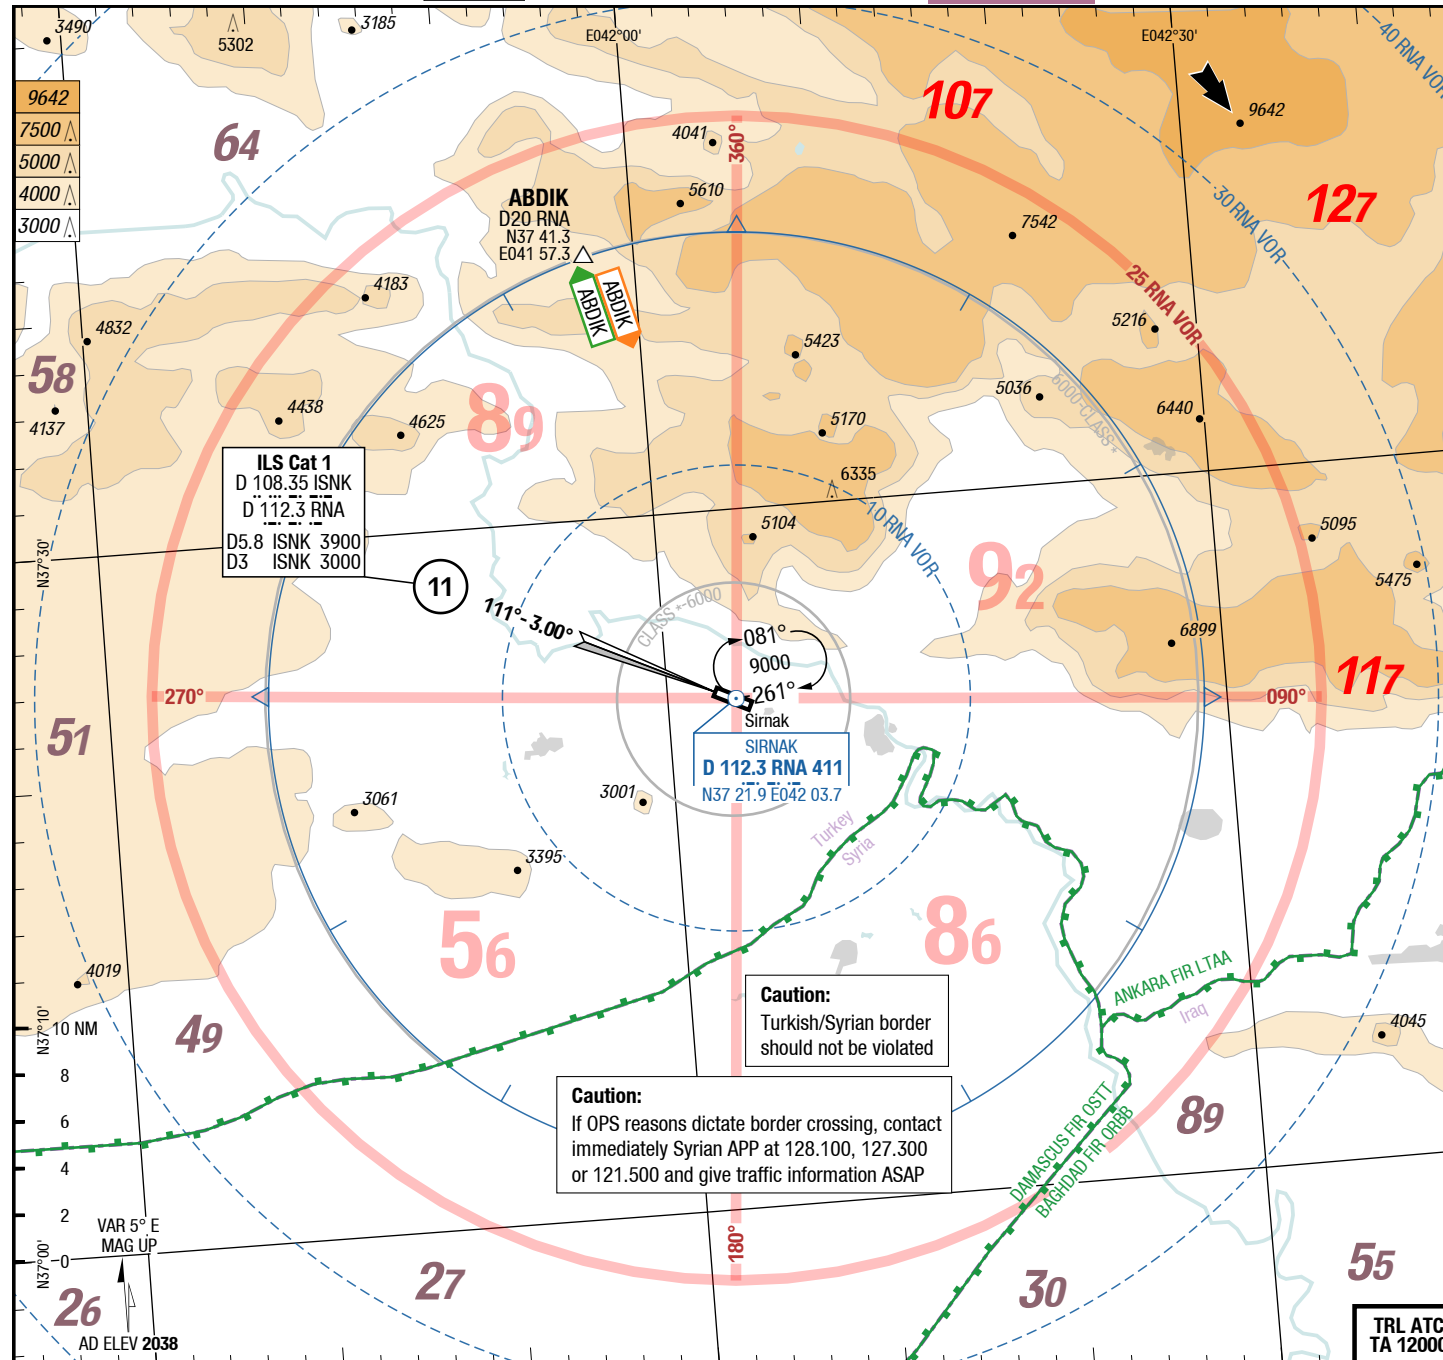 3490
5302
3185
E042°00'
E042°30'
40 RNA VOR
9642
7500
5000
4000
3000
64
107
9642
4041
360°
ABDIK
D20 RNA
N37 41.3
E041 57.3
5610
30 RNA VOR
127
7542
ABDIK
ABDIK
4183
25 RNA VOR
4832
5216
5423
58
5036
6000-CLASS *
4137
4438
4625
89
5170
6440
ILS Cat 1
D 108.35 ISNK
D 112.3 RNA
D5.8 ISNK 3900
D3 ISNK 3000
6335
10 RNA VOR
5104
5095
N37°30'
11
92
5475
111°-3.00°
CLASS *-6000
081°
9000
261°
6899
117
270°
090°
51
Sirnak
SIRNAK
D 112.3 RNA 411
N37 21.9 E042 03.7
3061
3001
Turkey
Syria
3395
56
86
4019
ANKARA FIR LTAA
Iraq
Caution:
Turkish/Syrian border
should not be violated
N37°10'
10 NM
49
4045
8
Caution:
If OPS reasons dictate border crossing, contact
immediately Syrian APP at 128.100, 127.300
or 121.500 and give traffic information ASAP
DAMASCUS FIR OSTT
BAGHDAD FIR ORBB
89
6
4
2
VAR 5° E
MAG UP
0
N37°00'
180°
27
30
55
26
AD ELEV 2038
TRL ATC
TA 12000